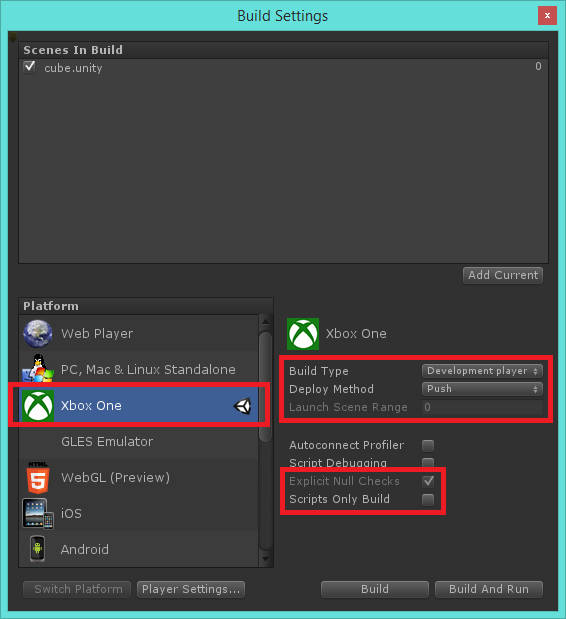 Build Settings
x
Scenes In Build
cube.unity 0
Add Current
Platform
Web Player
PC, Mac & Linux Standalone
Xbox One
GLES Emulator
HTML
5
WebGL (Preview)
iOS
Android
Xbox One
Build Type Development player
Deploy Method Push
Launch Scene Range 0
Autoconnect Profiler
Script Debugging
Explicit Null Checks
Scripts Only Build
Switch Platform
Player Settings...
Build
Build And Run